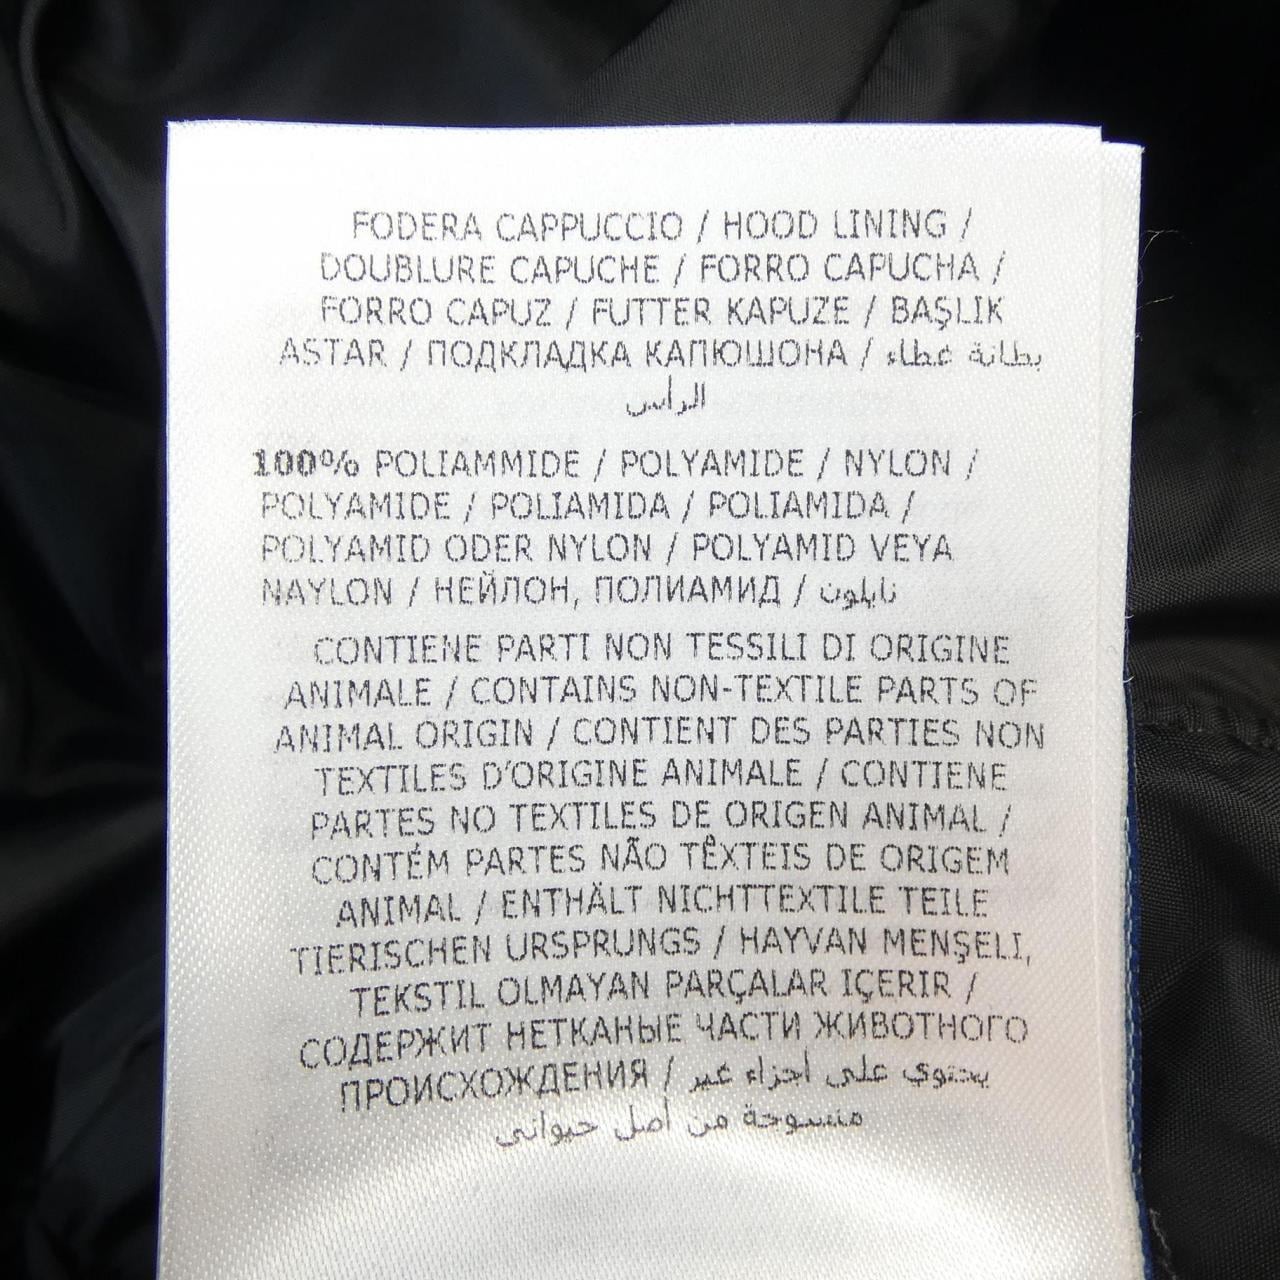 FODERA CAPPUCCIO / HOOD LINING /
DOUBLURE CAPUCHE / FORRO CAPUCHA /
FORRO CAPUZ / FUTTER KAPUZE / BAŞLIK
ASTAR / ПОДКЛАДКА КАПЮШОНА / بطانة غطاء
الرأس
100% POLIAMMIDE / POLYAMIDE / NYLON /
POLYAMIDE / POLIAMIDA / POLIAMIDA /
POLYAMID ODER NYLON / POLYAMID VEYA
NAYLON / НЕЙЛОН, ПОЛИАМИД / نايلون
CONTIENE PARTI NON TESSILI DI ORIGINE
ANIMALE / CONTAINS NON-TEXTILE PARTS OF
ANIMAL ORIGIN / CONTIENT DES PARTIES NON
TEXTILES D'ORIGINE ANIMALE / CONTIENE
PARTES NO TEXTILES DE ORIGEN ANIMAL /
CONTÉM PARTES NÃO TÊXTEIS DE ORIGEM
ANIMAL / ENTHÄLT NICHTTEXTILE TEILE
TIERISCHEN URSPRUNGS / HAYVAN MENŞELI,
TEKSTIL OLMAYAN PARÇALAR IÇERIR /
СОДЕРЖИТ НЕТКАНЫЕ ЧАСТИ ЖИВОТНОГО
ПРОИСХОЖДЕНИЯ / يحتوي على أجزاء غير
منسوجة من أصل حيواني